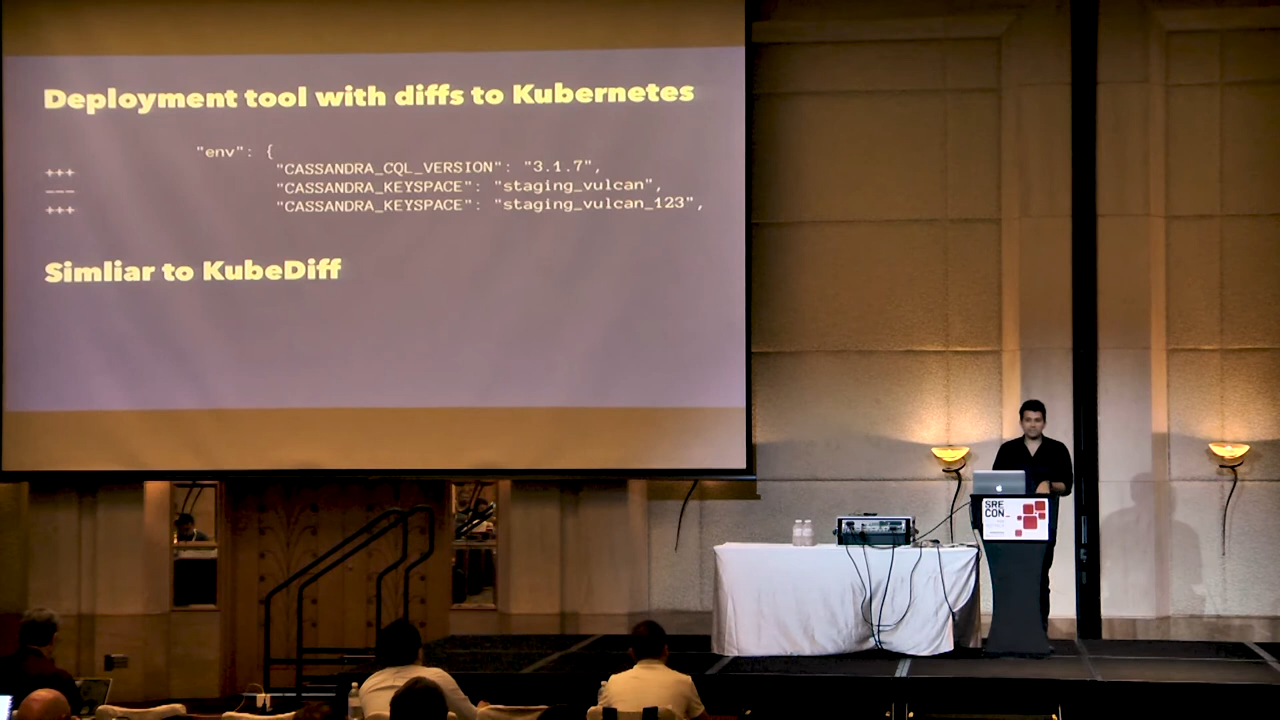 Deployment tool with diffs to Kubernetes
"env": {
+++ "CASSANDRA_CQL_VERSION": "3.1.7",
--- "CASSANDRA_KEYSPACE": "staging_vulcan",
+++ "CASSANDRA_KEYSPACE": "staging_vulcan_123",
Simliar to KubeDiff
SRE
CON_